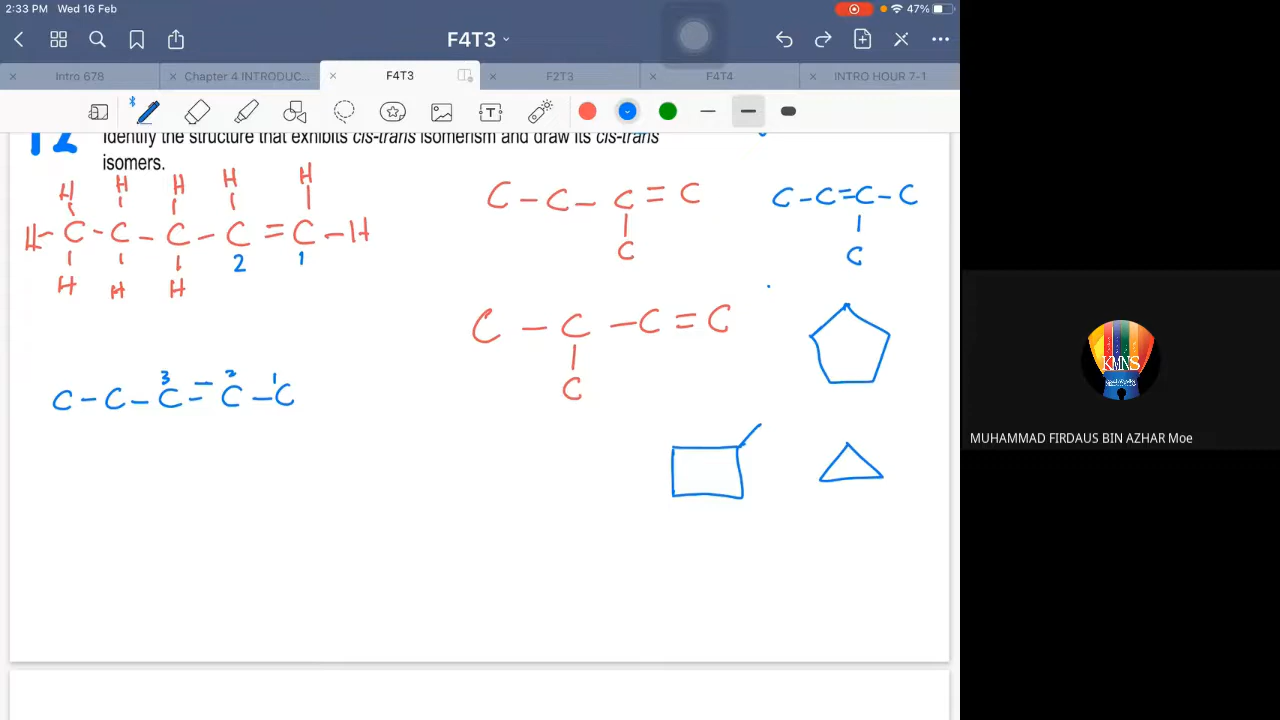 2:33 PM Wed 16 Feb
47%
F4T3
Intro 678
Chapter 4 INTRODUC...
F4T3
F2T3
F4T4
INTRO HOUR 7-1
T
12
Identify the structure that exhibits cis-trans isomerism and draw its cis-trans
isomers.
H H H H H
H - C - C - C - C = C - H
2 1
H H H
C - C - C = C
C
C - C = C - C
C
C - C - C = C
C
3 2 1
C - C - C = C - C
KMNS
MUHAMMAD FIRDAUS BIN AZHAR Moe